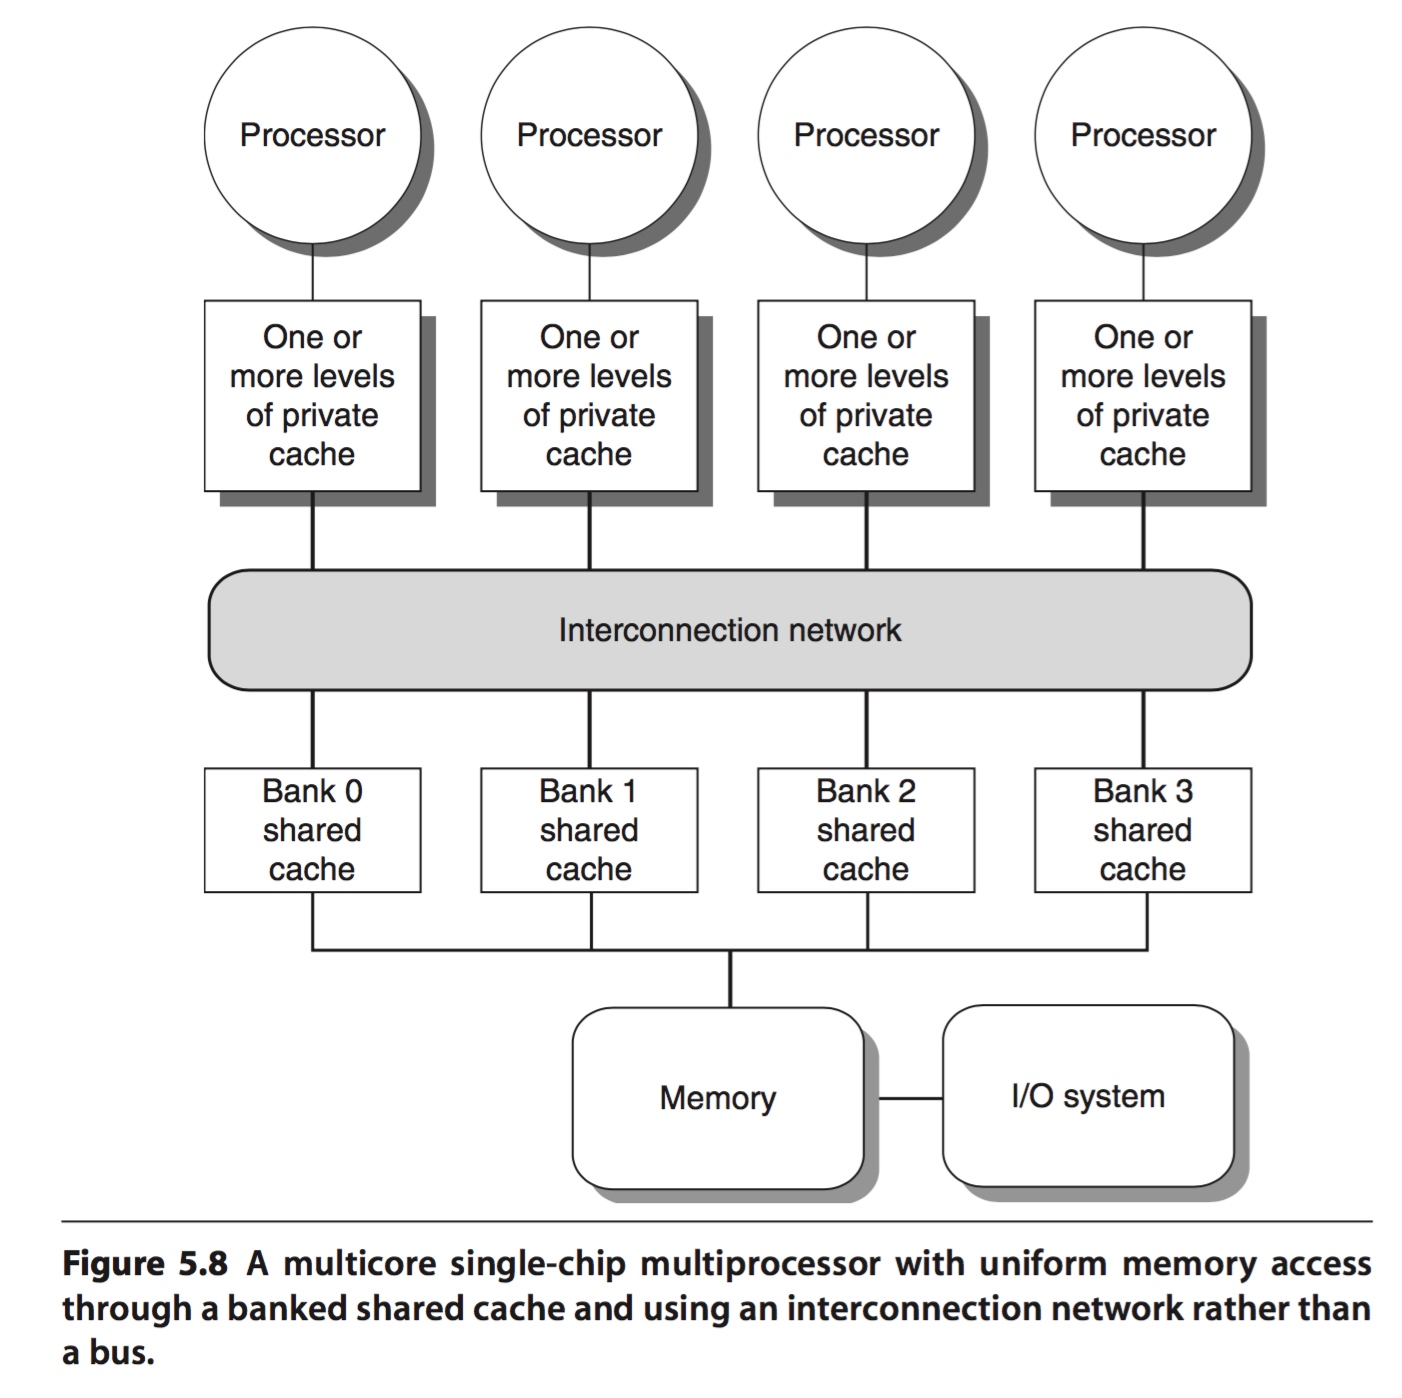 Processor
Processor
Processor
Processor
One or
more levels
of private
cache
One or
more levels
of private
cache
One or
more levels
of private
cache
One or
more levels
of private
cache
Interconnection network
Bank 0
shared
cache
Bank 1
shared
cache
Bank 2
shared
cache
Bank 3
shared
cache
Memory
I/O system
Figure 5.8 A multicore single-chip multiprocessor with uniform memory access
through a banked shared cache and using an interconnection network rather than
a bus.